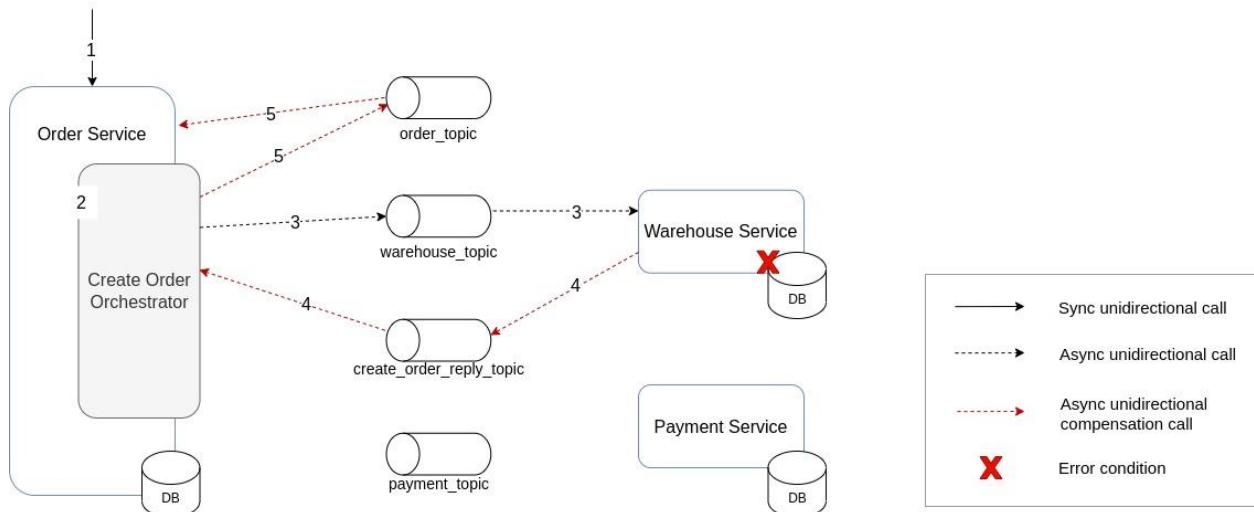 1
5
Order Service
order_topic
5
2
3
3
Warehouse Service
warehouse_topic
Create Order
Orchestrator
4
4
DB
create_order_reply_topic
Payment Service
payment_topic
DB
DB
Sync unidirectional call
Async unidirectional call
Async unidirectional
compensation call
Error condition